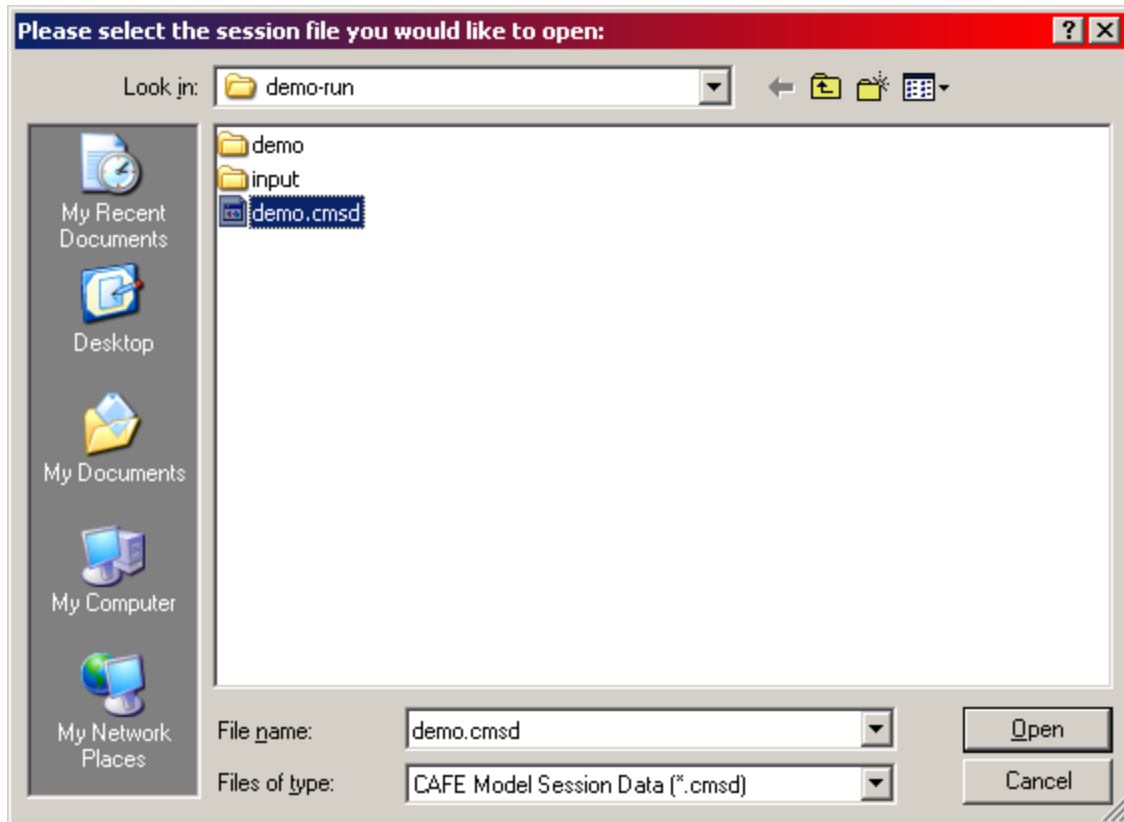 Please select the session file you would like to open:
Look in:
demo-run
demo
input
demo.cmsd
My Recent
Documents
Desktop
My Documents
My Computer
My Network
Places
File name:
demo.cmsd
Open
Files of type:
CAFE Model Session Data (*.cmsd)
Cancel